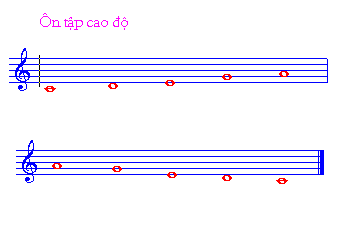 Ôn tập cao độ